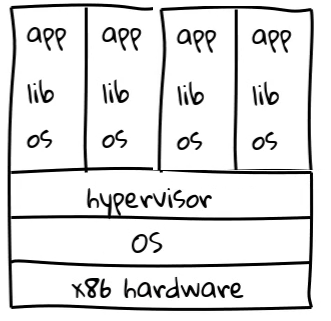 app app app app
lib lib lib lib
os os os os
hypervisor
OS
x86 hardware